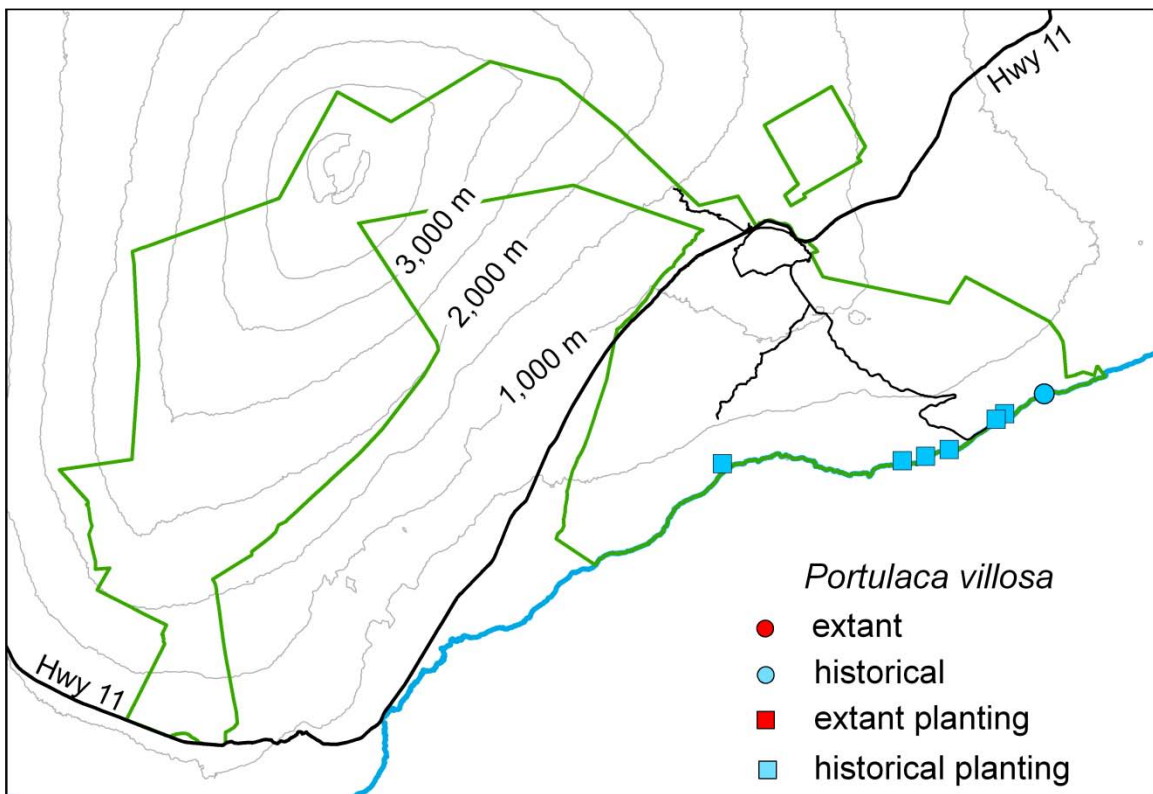 Hwy 11
3,000 m
2,000 m
1,000 m
Hwy 11
Portulaca villosa
extant
historical
extant planting
historical planting